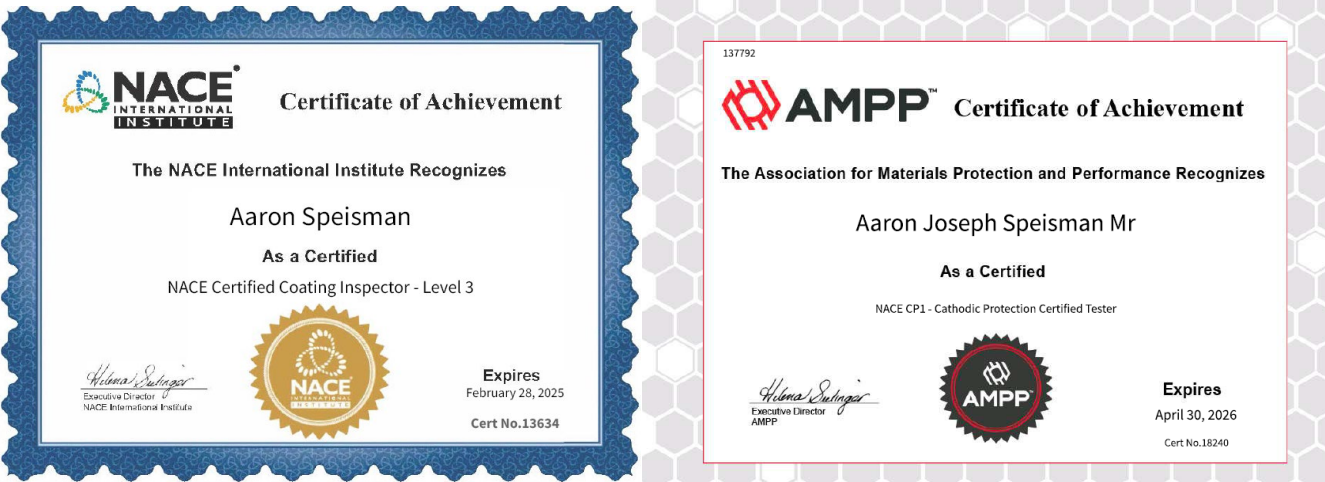 NACE
INTERNATIONAL
INSTITUTE
Certificate of Achievement
The NACE International Institute Recognizes
Aaron Speisman
As a Certified
NACE Certified Coating Inspector - Level 3
Executive Director
NACE International Institute
NACE
INTERNATIONAL
INSTITUTE
Expires
February 28, 2025
Cert No.13634
137792
AMPP™
Certificate of Achievement
The Association for Materials Protection and Performance Recognizes
Aaron Joseph Speisman Mr
As a Certified
NACE CP1 - Cathodic Protection Certified Tester
Executive Director
AMPP
AMPP
Expires
April 30, 2026
Cert No.18240